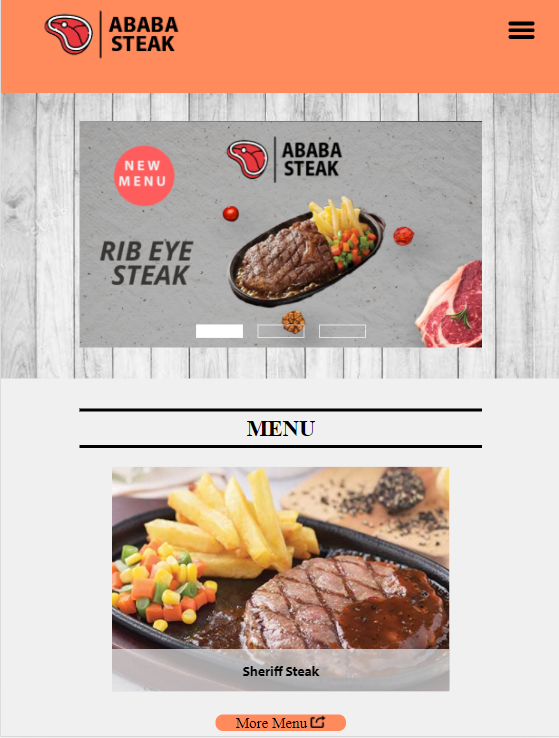 ABABA
STEAK
NEW
MENU
ABABA
STEAK
RIB EYE
STEAK
MENU
Sheriff Steak
More Menu